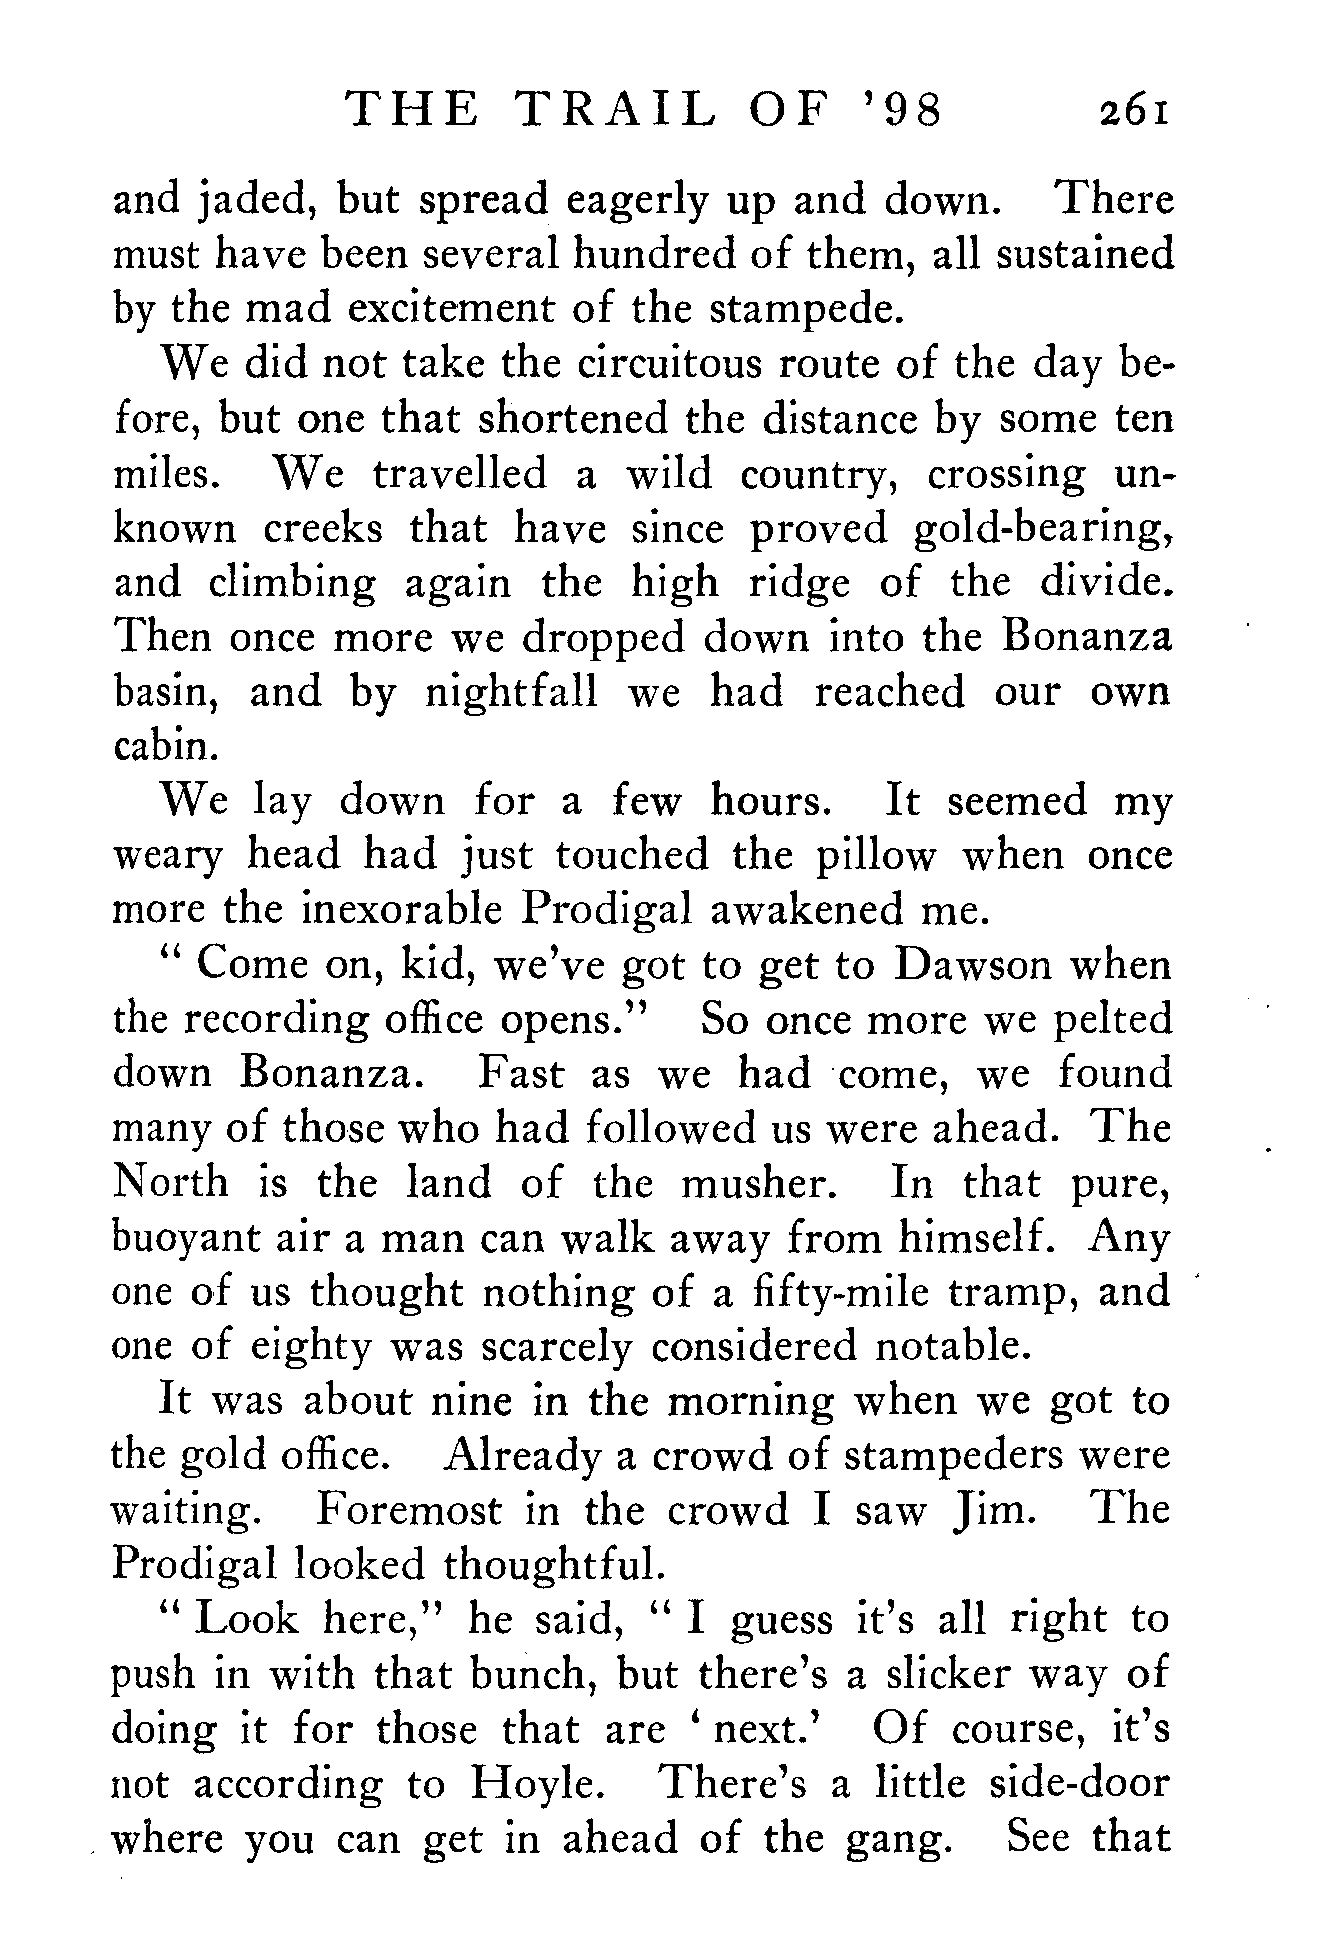 THE TRAIL OF '98 261
and jaded, but spread eagerly up and down. There
must have been several hundred of them, all sustained
by the mad excitement of the stampede.
We did not take the circuitous route of the day be-
fore, but one that shortened the distance by some ten
miles. We travelled a wild country, crossing un-
known creeks that have since proved gold-bearing,
and climbing again the high ridge of the divide.
Then once more we dropped down into the Bonanza
basin, and by nightfall we had reached our own
cabin.
We lay down for a few hours. It seemed my
weary head had just touched the pillow when once
more the inexorable Prodigal awakened me.
" Come on, kid, we've got to get to Dawson when
the recording office opens." So once more we pelted
down Bonanza. Fast as we had come, we found
many of those who had followed us were ahead. The
North is the land of the musher. In that pure,
buoyant air a man can walk away from himself. Any
one of us thought nothing of a fifty-mile tramp, and
one of eighty was scarcely considered notable.
It was about nine in the morning when we got to
the gold office. Already a crowd of stampeders were
waiting. Foremost in the crowd I saw Jim. The
Prodigal looked thoughtful.
" Look here," he said, " I guess it's all right to
push in with that bunch, but there's a slicker way of
doing it for those that are ' next.' Of course, it's
not according to Hoyle. There's a little side-door
where you can get in ahead of the gang. See that